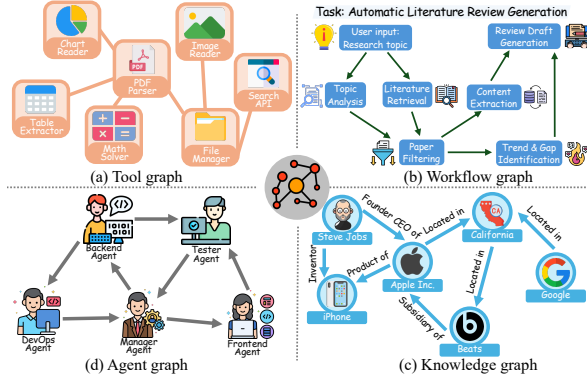 Chart
Reader
PDF
PDF
Parser
Image
Reader
Search
API
Table
Extractor
Math
Solver
File
Manager
(a) Tool graph
Task: Automatic Literature Review Generation
User input:
Research topic
Review Draft
Generation
Topic
Analysis
Literature
Retrieval
Content
Extraction
Paper
Filtering
Trend & Gap
Identification
(b) Workflow graph
Backend
Agent
Tester
Agent
DevOps
Agent
Manager
Agent
Frontend
Agent
(d) Agent graph
Steve Jobs
Founder CEO of
Located in
CA
California
Located in
Inventor
Product of
Apple Inc.
Located in
Google
iPhone
Subsidiary of
Beats
(c) Knowledge graph